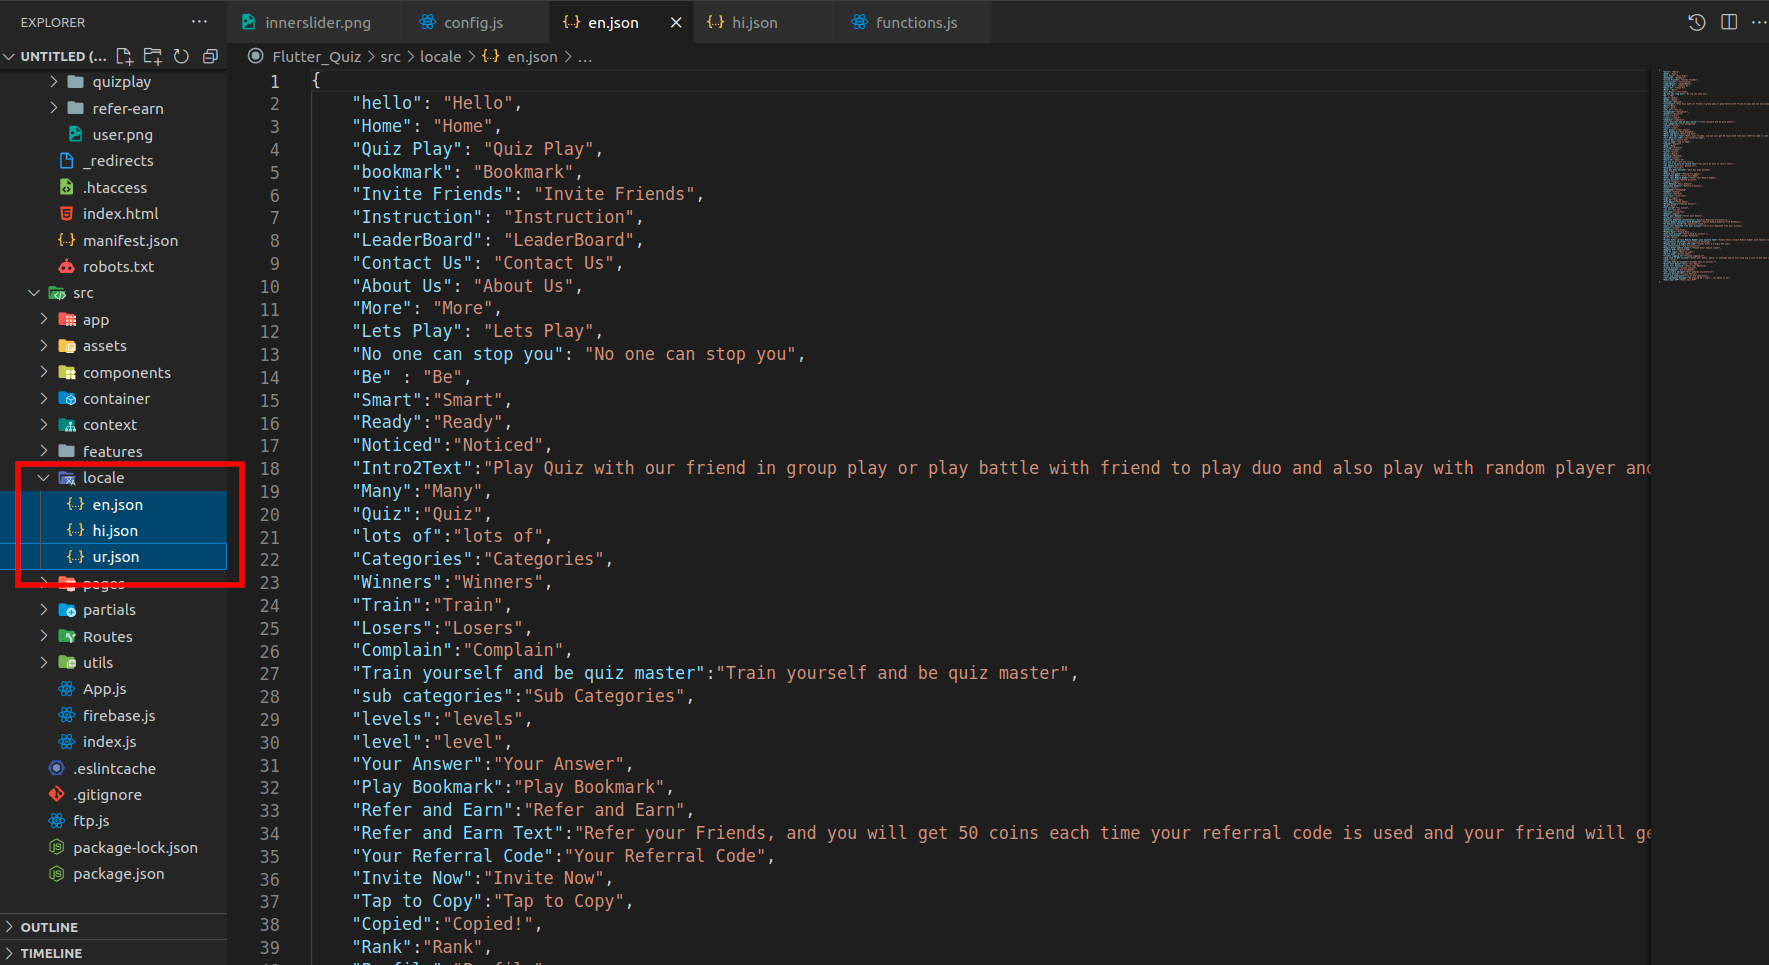 EXPLORER ...
innerslider.png
config.js
en.json
hi.json
functions.js
UNTITLED (...
Flutter_Quiz > src > locale > {..} en.json > ...
quizplay
refer-earn
user.png
_redirects
.htaccess
index.html
manifest.json
robots.txt
src
app
assets
components
container
context
features
locale
en.json
hi.json
ur.json
pages
partials
Routes
utils
App.js
firebase.js
index.js
.eslintcache
.gitignore
ftp.js
package-lock.json
package.json
OUTLINE
TIMELINE
1 {
2 "hello": "Hello",
3 "Home": "Home",
4 "Quiz Play": "Quiz Play",
5 "bookmark": "Bookmark",
6 "Invite Friends": "Invite Friends",
7 "Instruction": "Instruction",
8 "LeaderBoard": "LeaderBoard",
9 "Contact Us": "Contact Us",
10 "About Us": "About Us",
11 "More": "More",
12 "Lets Play": "Lets Play",
13 "No one can stop you": "No one can stop you",
14 "Be" : "Be",
15 "Smart":"Smart",
16 "Ready":"Ready",
17 "Noticed":"Noticed",
18 "Intro2Text":"Play Quiz with our friend in group play or play battle with friend to play duo and also play with random player and
19 "Many":"Many",
20 "Quiz":"Quiz",
21 "lots of":"lots of",
22 "Categories":"Categories",
23 "Winners":"Winners",
24 "Train":"Train",
25 "Losers":"Losers",
26 "Complain":"Complain",
27 "Train yourself and be quiz master":"Train yourself and be quiz master",
28 "sub categories":"Sub Categories",
29 "levels":"levels",
30 "level":"level",
31 "Your Answer":"Your Answer",
32 "Play Bookmark":"Play Bookmark",
33 "Refer and Earn":"Refer and Earn",
34 "Refer and Earn Text":"Refer your Friends, and you will get 50 coins each time your referral code is used and your friend will ge
35 "Your Referral Code":"Your Referral Code",
36 "Invite Now":"Invite Now",
37 "Tap to Copy":"Tap to Copy",
38 "Copied":"Copied!",
39 "Rank":"Rank",